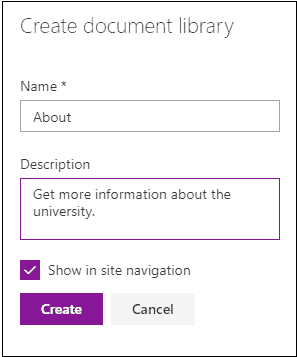 Create document library
Name *
About
Description
Get more information about the
university.
Show in site navigation
Create
Cancel